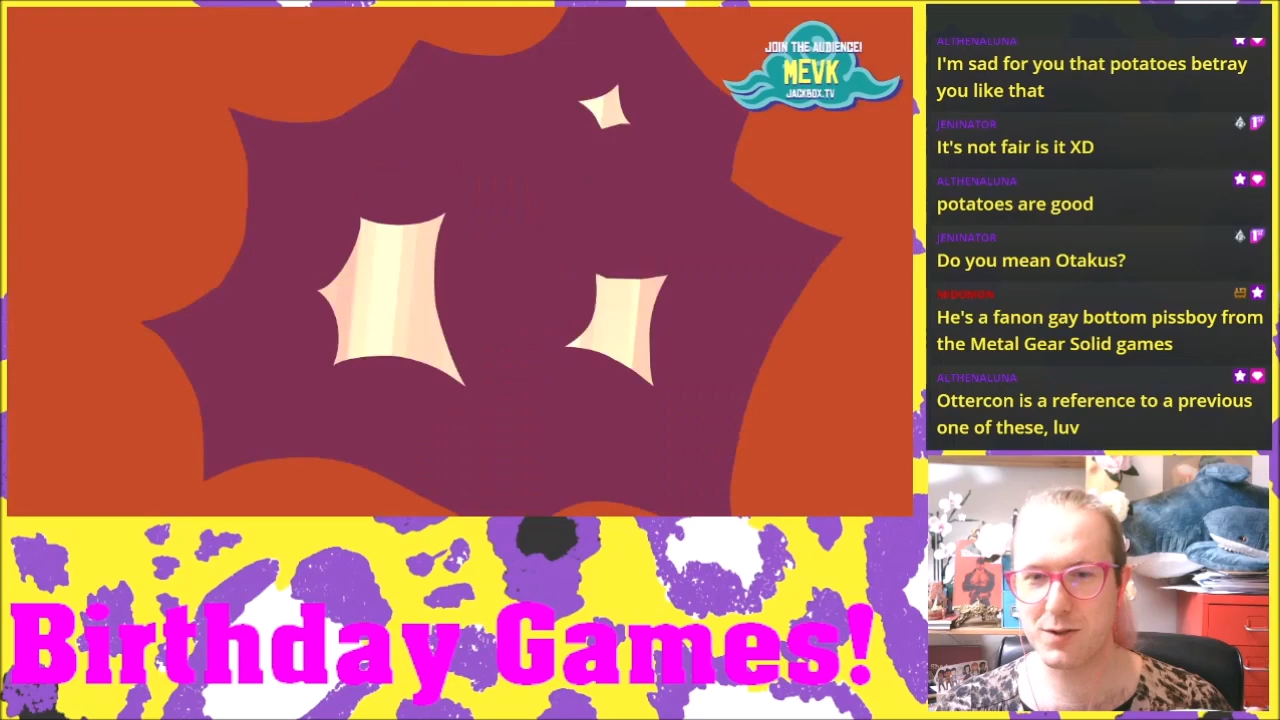 JOIN THE AUDIENCE!
MEVK
JACKBOX.TV
ALTHENALUNA
I'm sad for you that potatoes betray
you like that
JENINATOR
It's not fair is it XD
ALTHENALUNA
potatoes are good
JENINATOR
Do you mean Otakus?
He's a fanon gay bottom pissboy from
the Metal Gear Solid games
ALTHENALUNA
Ottercon is a reference to a previous
one of these, luv
Birthday Games!